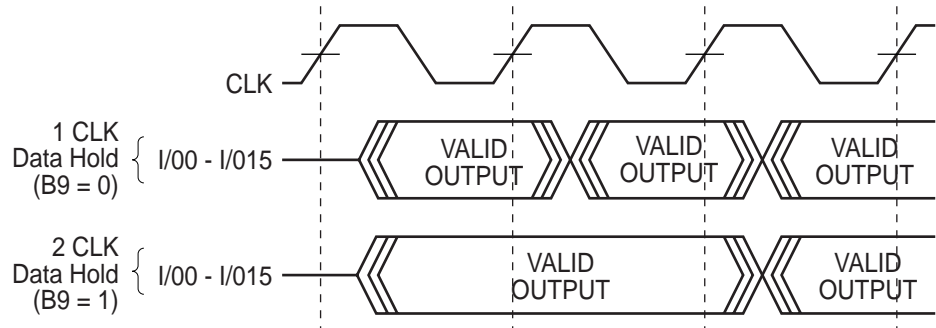 CLK
1 CLK
Data Hold
(B9 = 0)
I/00 - I/015
VALID
OUTPUT
VALID
OUTPUT
VALID
OUTPUT
2 CLK
Data Hold
(B9 = 1)
I/00 - I/015
VALID
OUTPUT
VALID
OUTPUT